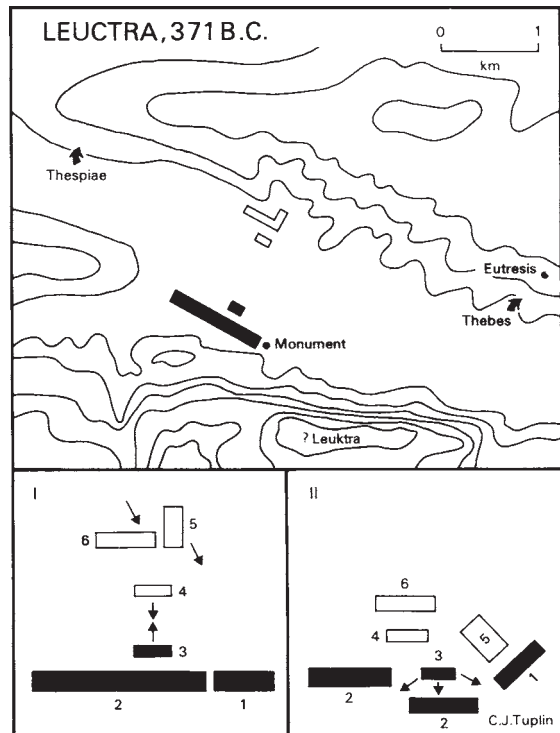 LEUCTRA, 371 B.C.
0 1
km
Thespiae
Eutresis
Thebes
Monument
? Leuktra
I
5
6
4
3
2 1
II
6
4
5
3
1
2
2
C.J.Tuplin